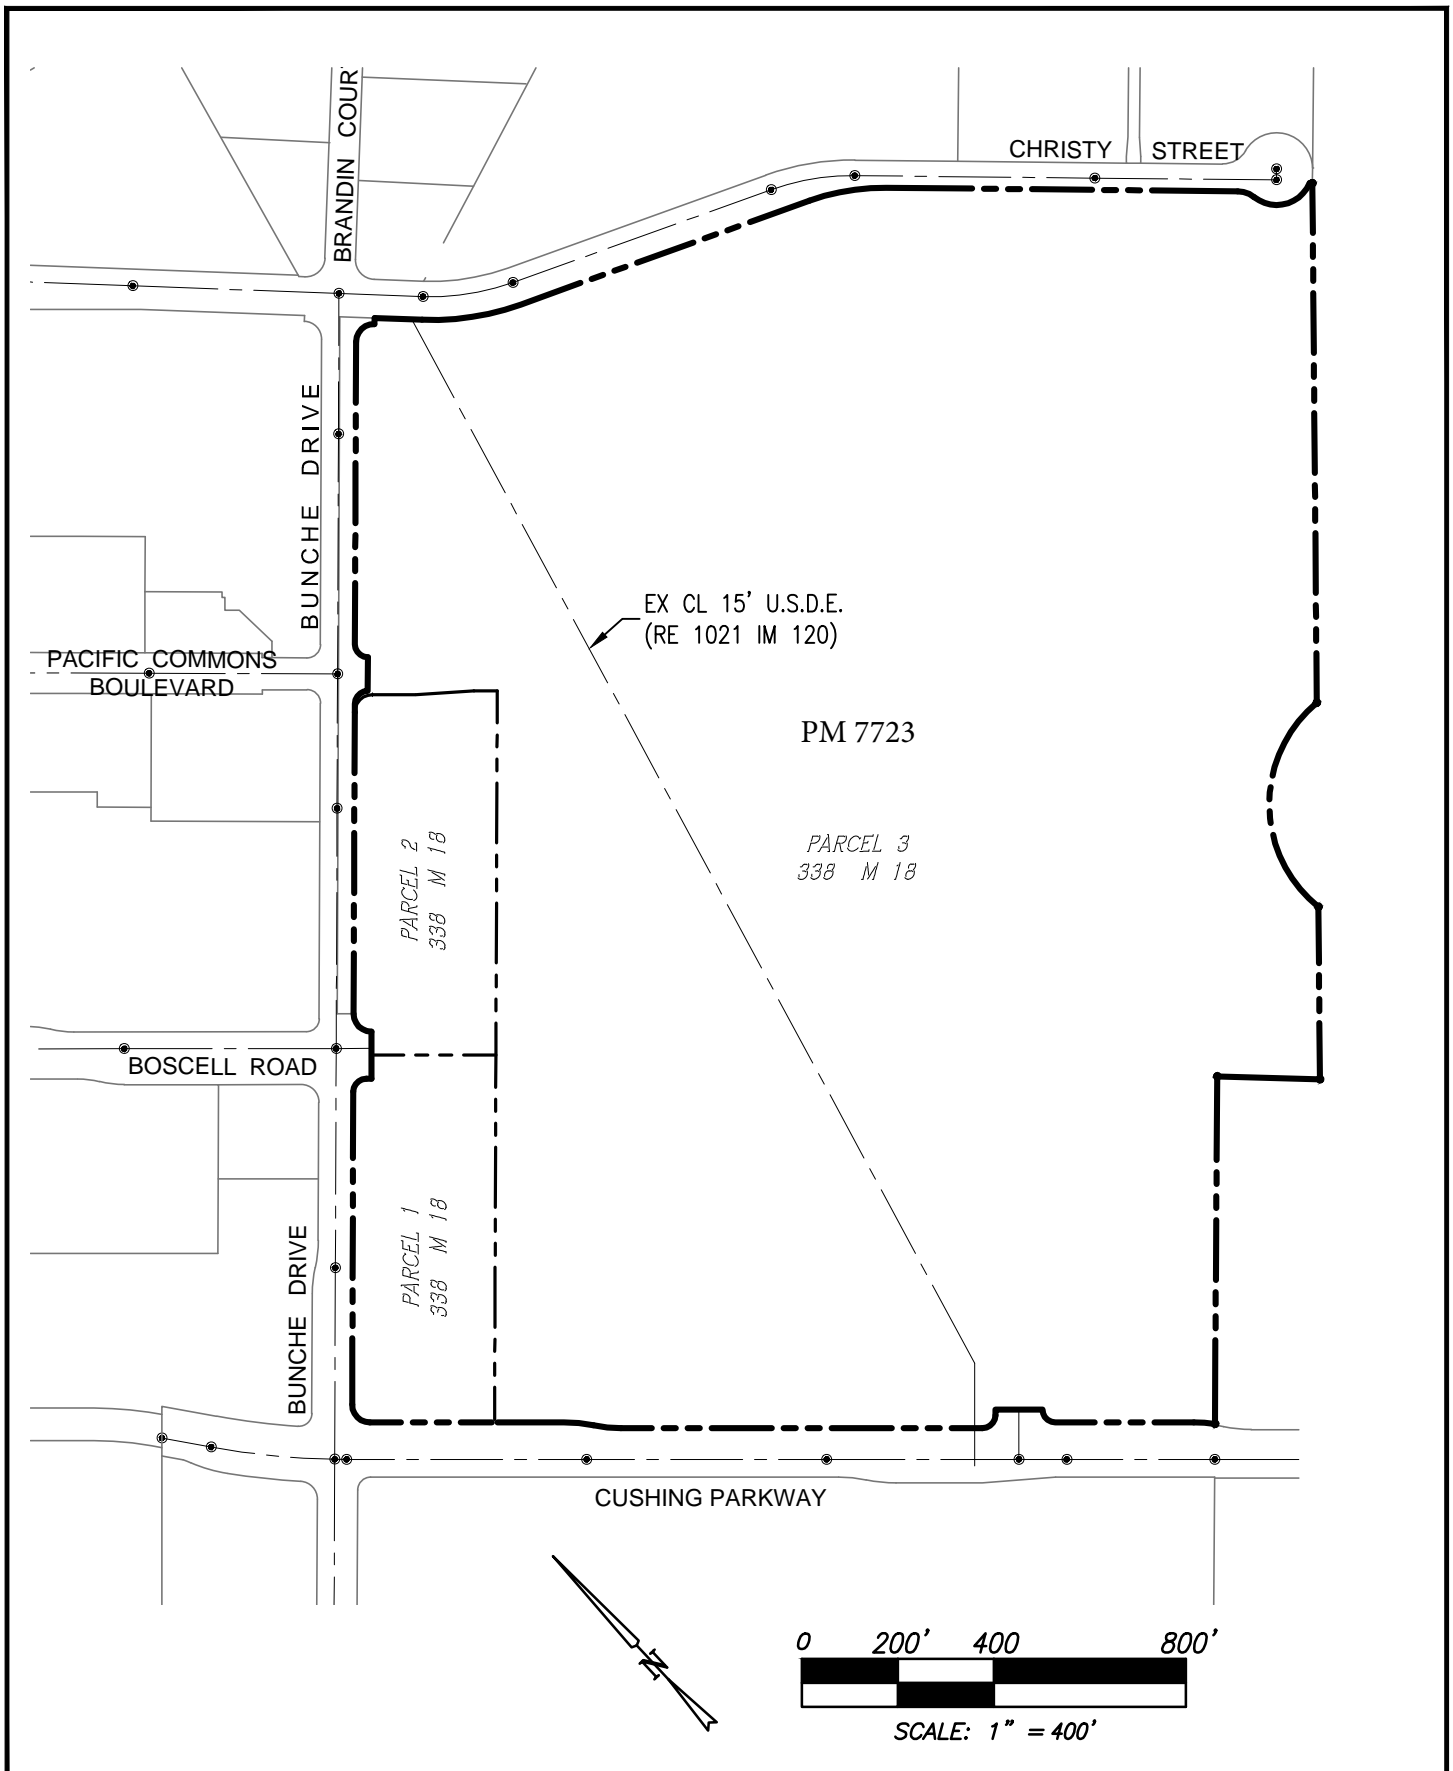 BRANDIN COUR
CHRISTY STREET
BUNCHE DRIVE
EX CL 15' U.S.D.E.
(RE 1021 IM 120)
PACIFIC COMMONS
BOULEVARD
PM 7723
PARCEL 2
338 M 18
PARCEL 3
338 M 18
BOSCELL ROAD
PARCEL 1
338 M 18
BUNCHE DRIVE
CUSHING PARKWAY
N
0 200' 400 800'
SCALE: 1" = 400'